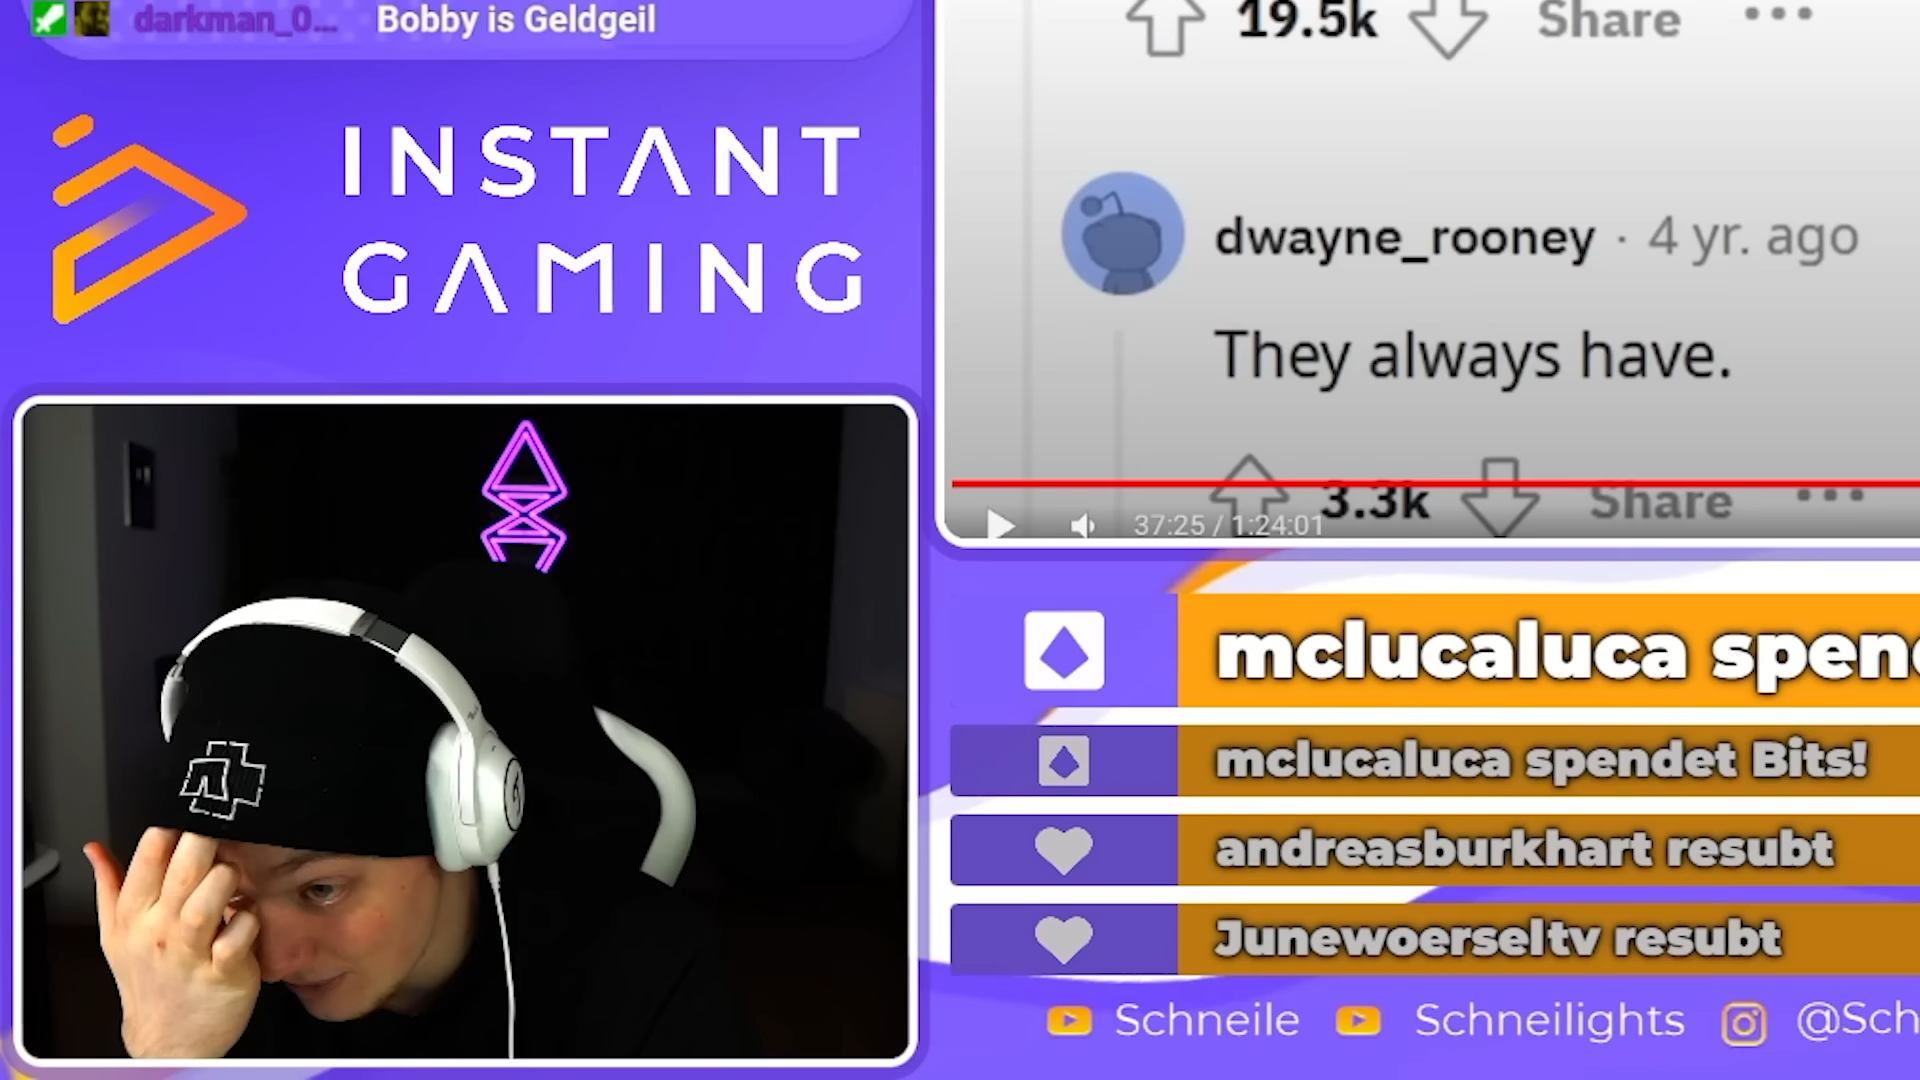 darkman_0... Bobby is Geldgeil
INSTANT
GAMING
19.5k Share
dwayne_rooney · 4 yr. ago
They always have.
3.3k Share
37:25 / 1:24:01
mclucaluca spend
mclucaluca spendet Bits!
andreasburkhart resubt
Junewoerseltv resubt
Schneile Schneilights @Sch